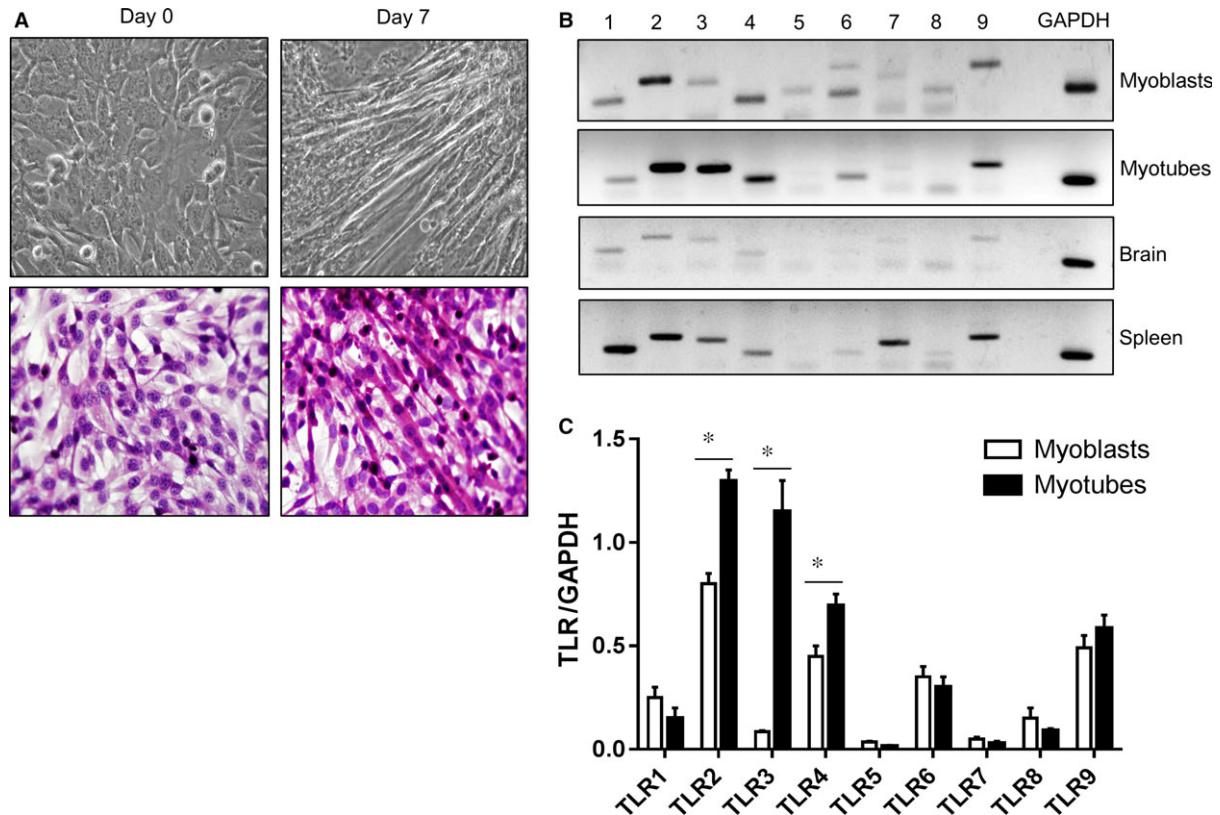 A
Day 0
Day 7
B
1 2 3 4 5 6 7 8 9 GAPDH
Myoblasts
Myotubes
Brain
Spleen
C
TLR/GAPDH
1.5
1.0
0.5
0.0
* * *
Myoblasts
Myotubes
TLR1 TLR2 TLR3 TLR4 TLR5 TLR6 TLR7 TLR8 TLR9